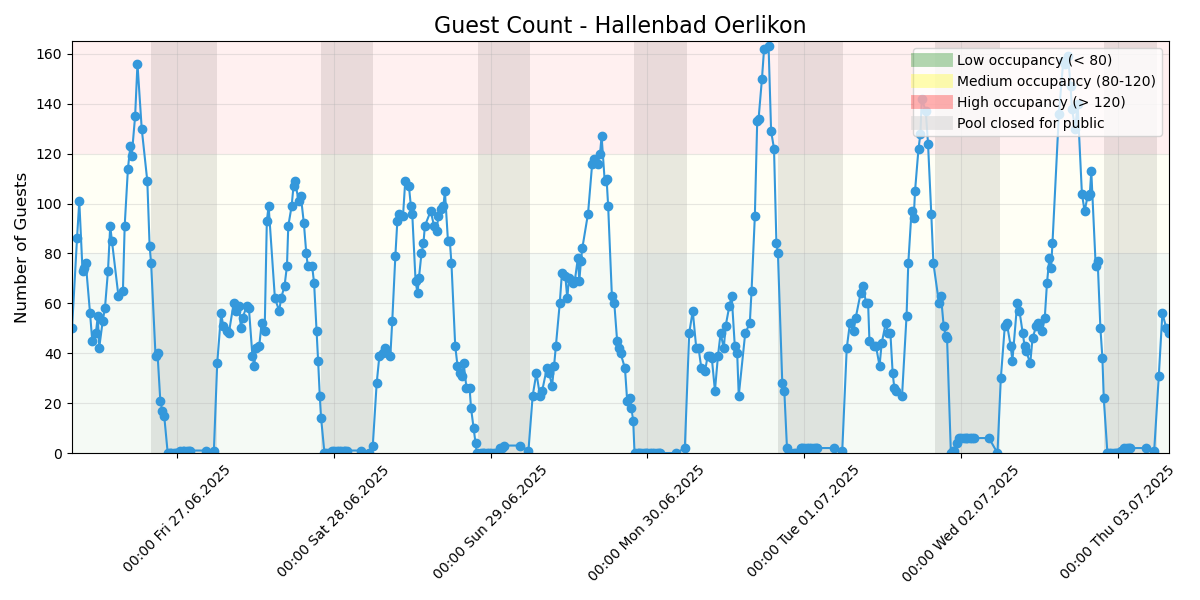 Guest Count - Hallenbad Oerlikon
Number of Guests
160
140
120
100
80
60
40
20
0
Low occupancy (< 80)
Medium occupancy (80-120)
High occupancy (> 120)
Pool closed for public
00:00 Fri 27.06.2025
00:00 Sat 28.06.2025
00:00 Sun 29.06.2025
00:00 Mon 30.06.2025
00:00 Tue 01.07.2025
00:00 Wed 02.07.2025
00:00 Thu 03.07.2025